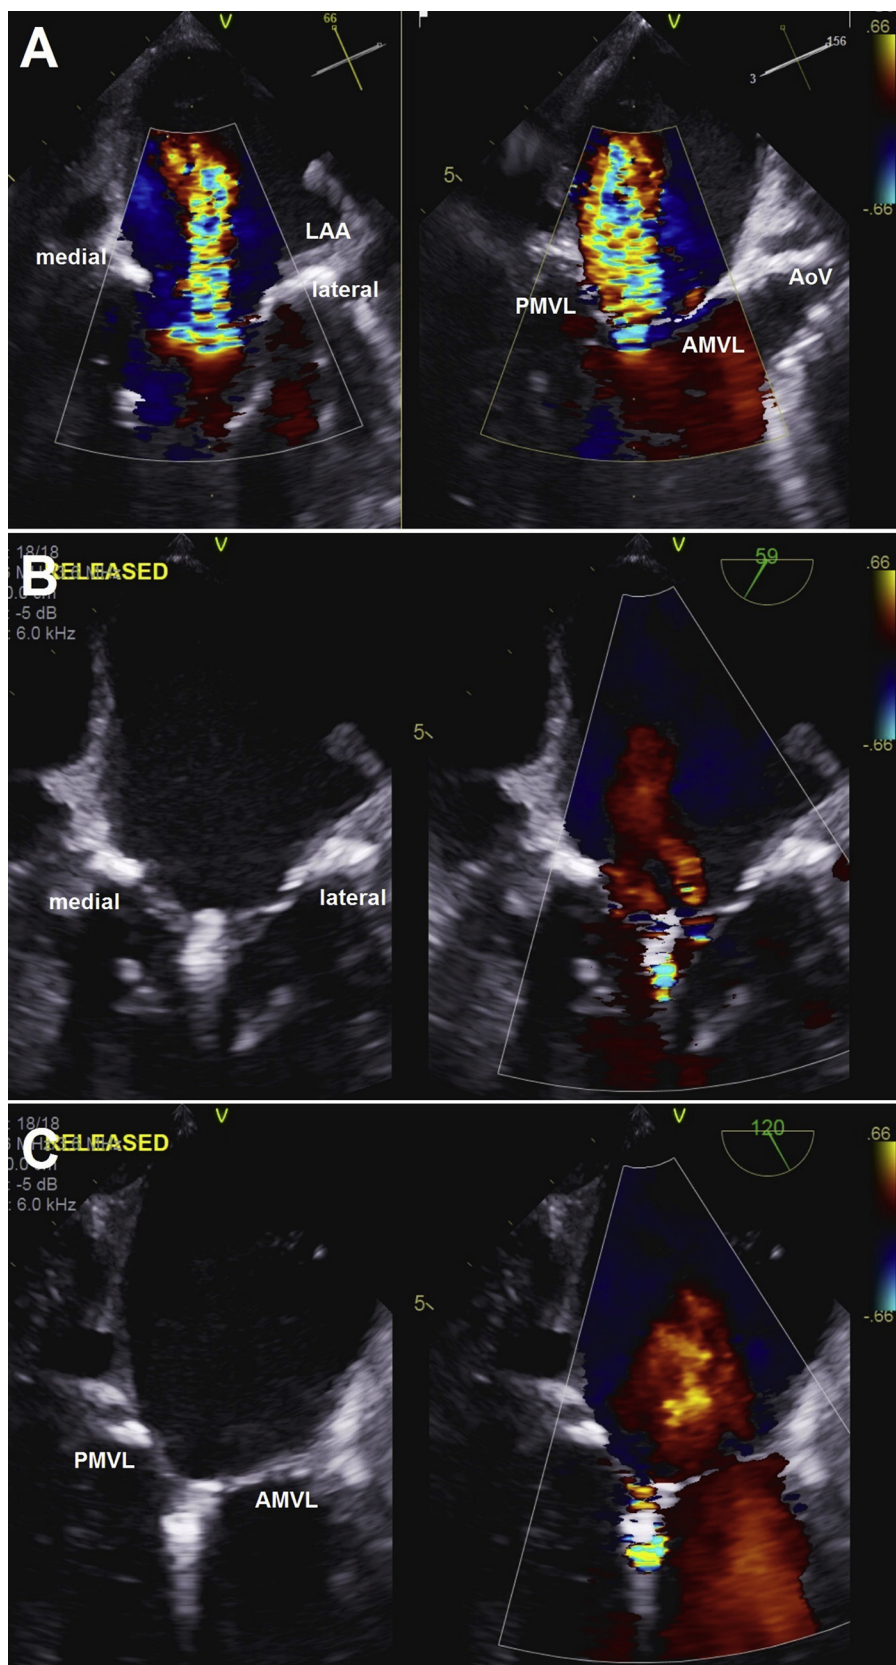 A
66
156
3
.66
-.66
5
medial
LAA
lateral
PMVL
AMVL
AoV
B
18/18
RELEASED
-5 dB
: 6.0 kHz
59
.66
-.66
5
medial
lateral
C
18/18
RELEASED
-5 dB
: 6.0 kHz
120
.66
-.66
5
PMVL
AMVL